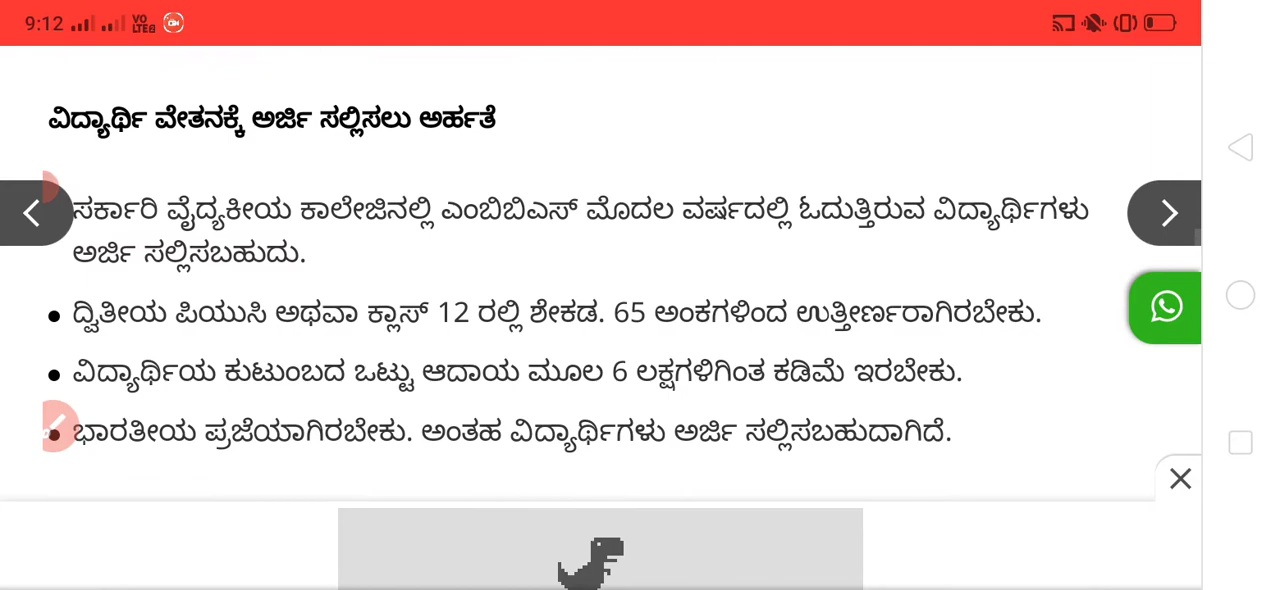 9:12 VO LTE
ವಿದ್ಯಾರ್ಥಿ ವೇತನಕ್ಕೆ ಅರ್ಜಿ ಸಲ್ಲಿಸಲು ಅರ್ಹತೆ
ಸರ್ಕಾರಿ ವೈದ್ಯಕೀಯ ಕಾಲೇಜಿನಲ್ಲಿ ಎಂಬಿಬಿಎಸ್ ಮೊದಲ ವರ್ಷದಲ್ಲಿ ಓದುತ್ತಿರುವ ವಿದ್ಯಾರ್ಥಿಗಳು
ಅರ್ಜಿ ಸಲ್ಲಿಸಬಹುದು.
ದ್ವಿತೀಯ ಪಿಯುಸಿ ಅಥವಾ ಕ್ಲಾಸ್ 12 ರಲ್ಲಿ ಶೇಕಡ. 65 ಅಂಕಗಳಿಂದ ಉತ್ತೀರ್ಣರಾಗಿರಬೇಕು.
ವಿದ್ಯಾರ್ಥಿಯ ಕುಟುಂಬದ ಒಟ್ಟು ಆದಾಯ ಮೂಲ 6 ಲಕ್ಷಗಳಿಗಿಂತ ಕಡಿಮೆ ಇರಬೇಕು.
ಭಾರತೀಯ ಪ್ರಜೆಯಾಗಿರಬೇಕು. ಅಂತಹ ವಿದ್ಯಾರ್ಥಿಗಳು ಅರ್ಜಿ ಸಲ್ಲಿಸಬಹುದಾಗಿದೆ.